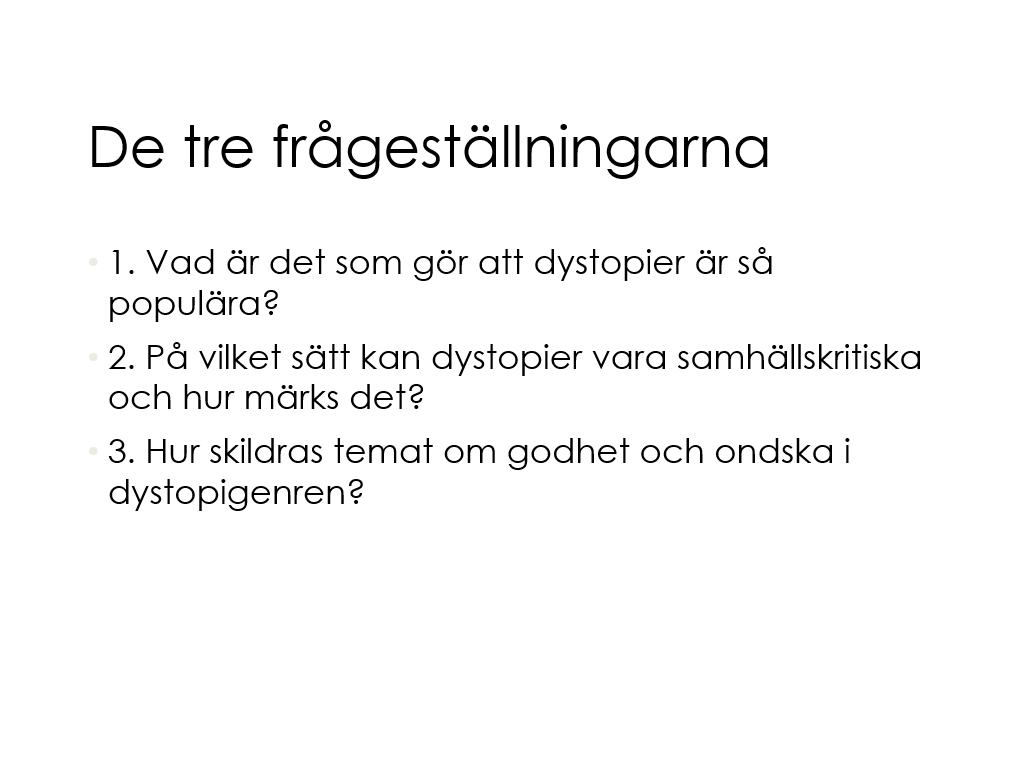 De tre frågeställningarna
• 1. Vad är det som gör att dystopier är så
populära?
• 2. På vilket sätt kan dystopier vara samhällskritiska
och hur märks det?
• 3. Hur skildras temat om godhet och ondska i
dystopigenren?